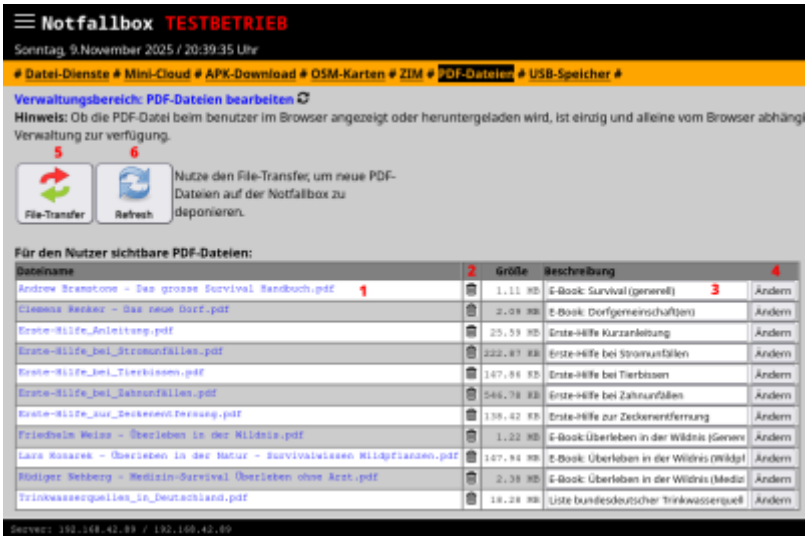 Notfallbox TESTBETRIEB
Sonntag, 9.November 2025 / 20:39:35 Uhr
# Datei-Dienste # Mini-Cloud # APK-Download # OSM-Karten # ZIM # PDF-Dateien # USB-Speicher #
Verwaltungsbereich: PDF-Dateien bearbeiten
Hinweis: Ob die PDF-Datei beim benutzer im Browser angezeigt oder heruntergeladen wird, ist einzig und alleine vom Browser abhängi
Verwaltung zur verfügung.
5 6
Nutze den File-Transfer, um neue PDF-
Dateien auf der Notfallbox zu
deponieren.
File-Transfer Refresh
Für den Nutzer sichtbare PDF-Dateien:
Dateiname 2 Größe Beschreibung 4
Andrew Bramstone - Das grosse Survival Handbuch.pdf 1 1.11 MB E-Book: Survival (generell) 3 Ändern
Clemens Renker - Das neue Dorf.pdf 2.09 MB E-Book: Dorfgemeinschaft(en) Ändern
Erste-Hilfe_Anleitung.pdf 25.59 KB Erste-Hilfe Kurzanleitung Ändern
Erste-Hilfe_bei_Stromunfällen.pdf 222.87 KB Erste-Hilfe bei Stromunfällen Ändern
Erste-Hilfe_bei_Tierbissen.pdf 147.86 KB Erste-Hilfe bei Tierbissen Ändern
Erste-Hilfe_bei_Zahnunfällen.pdf 546.78 KB Erste-Hilfe bei Zahnunfällen Ändern
Erste-Hilfe_zur_Zeckenentfernung.pdf 138.42 KB Erste-Hilfe zur Zeckenentfernung Ändern
Friedhelm Weiss - Überleben in der Wildnis.pdf 1.22 MB E-Book:Überleben in der Wildnis (Genere Ändern
Lars Konarek - Überleben in der Natur - Survivalwissen Wildpflanzen.pdf 147.94 MB E-Book: Überleben in der Wildnis (Wildpf Ändern
Rüdiger Nehberg - Medizin-Survival Überleben ohne Arzt.pdf 2.38 MB E-Book: Überleben in der Wildnis (Mediz Ändern
Trinkwasserquellen_in_Deutschland.pdf 18.28 MB Liste bundesdeutscher Trinkwasserquell Ändern
Server: 192.168.42.89 / 192.168.42.89